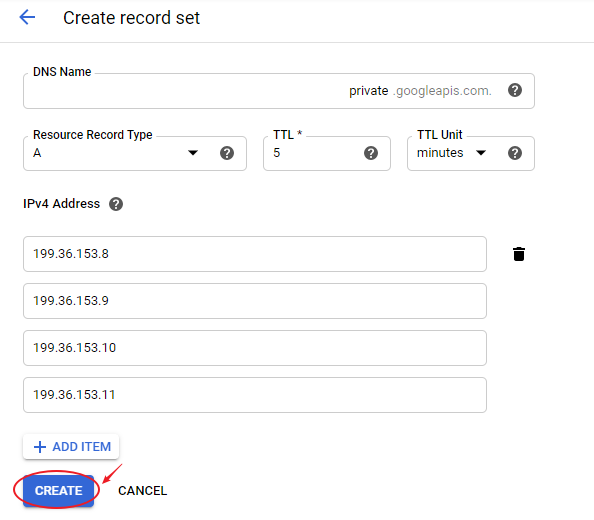 Create record set
DNS Name
private .googleapis.com.
Resource Record Type TTL * TTL Unit
A 5 minutes
IPv4 Address
199.36.153.8
199.36.153.9
199.36.153.10
199.36.153.11
+ ADD ITEM
CREATE CANCEL